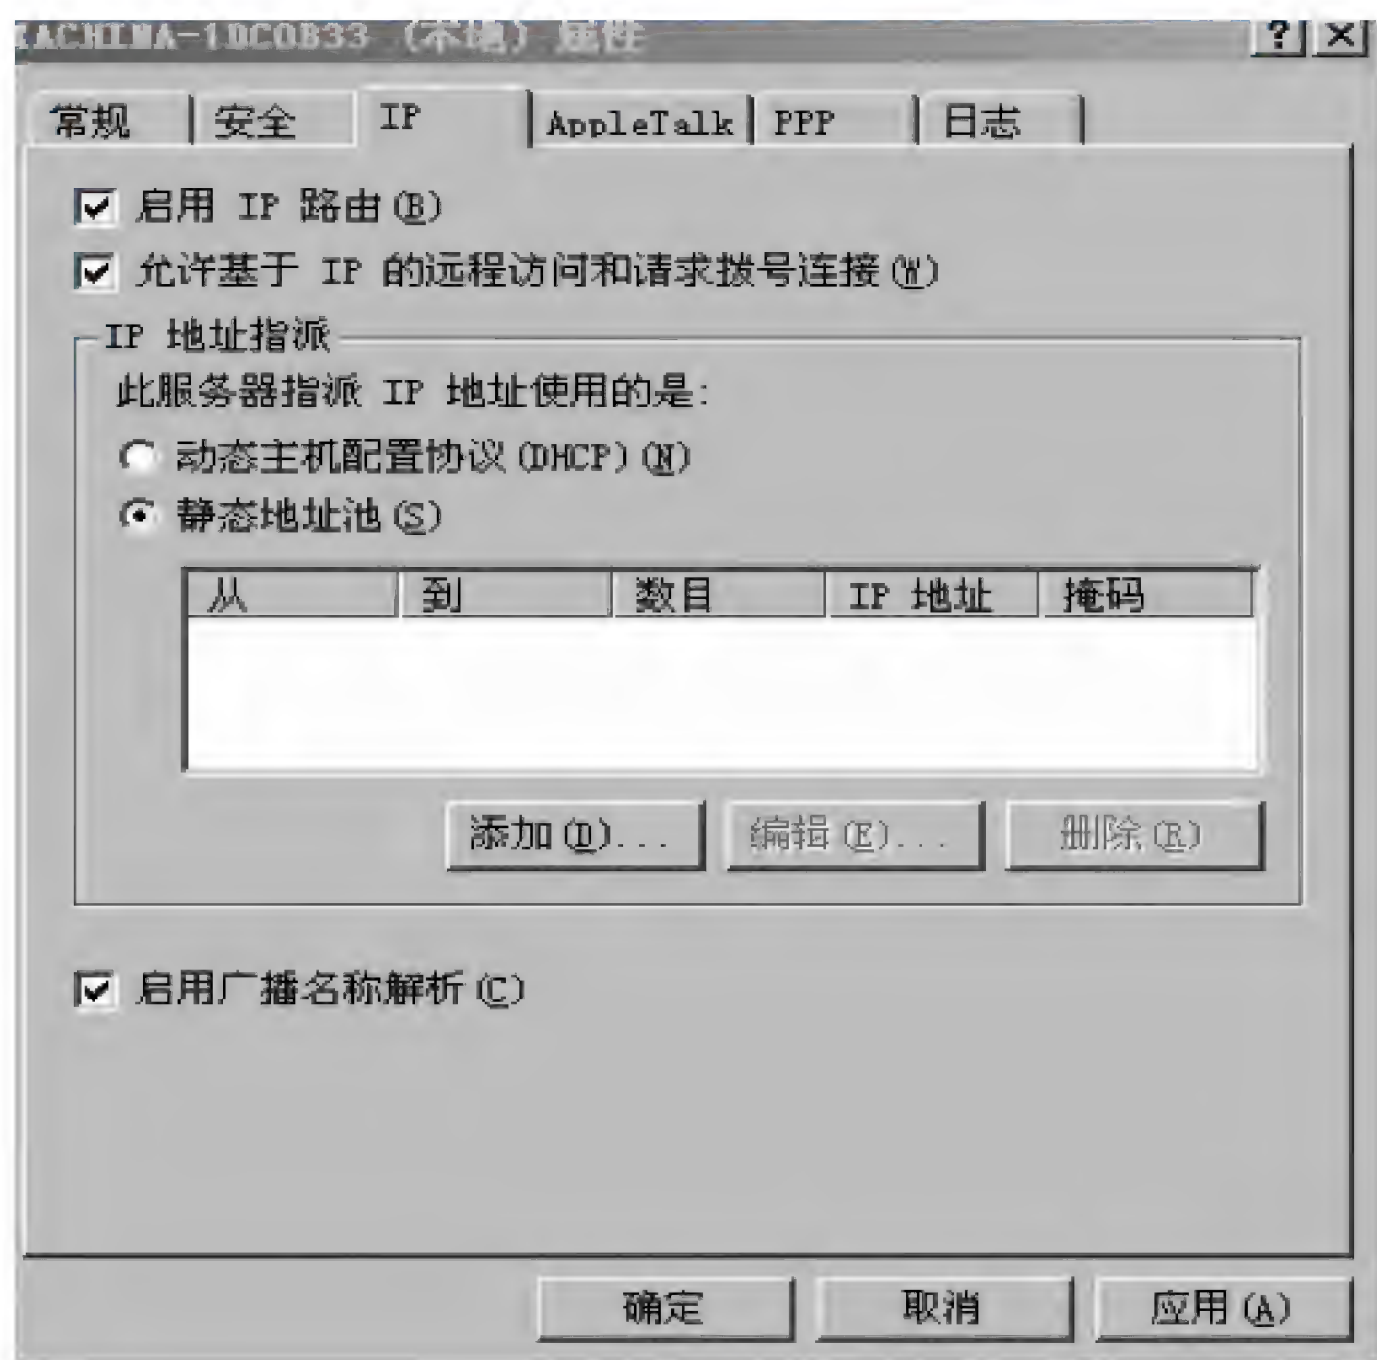 (本地) 属性
常规 安全 IP AppleTalk PPP 日志
启用 IP 路由(B)
允许基于 IP 的远程访问和请求拨号连接(W)
IP 地址指派
此服务器指派 IP 地址使用的是:
动态主机配置协议(DHCP)(N)
静态地址池(S)
从 到 数目 IP 地址 掩码
添加(D)... 编辑(E)... 删除(R)
启用广播名称解析(C)
确定 取消 应用(A)